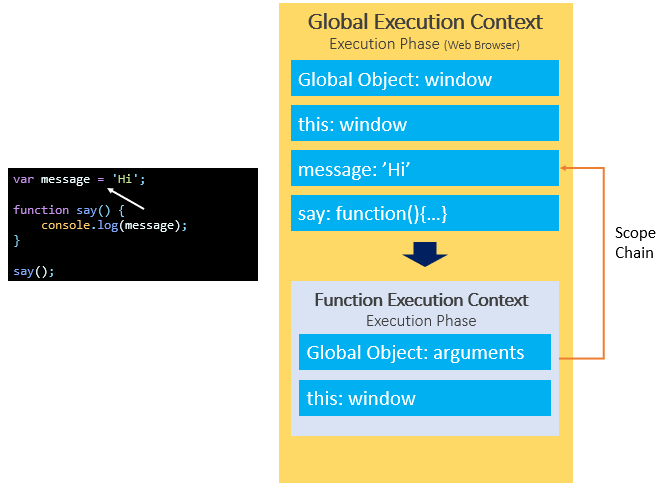 Global Execution Context
Execution Phase (Web Browser)
Global Object: window
this: window
message: ’Hi’
say: function(){...}
var message = 'Hi';
function say() {
console.log(message);
}
say();
Function Execution Context
Execution Phase
Global Object: arguments
this: window
Scope
Chain